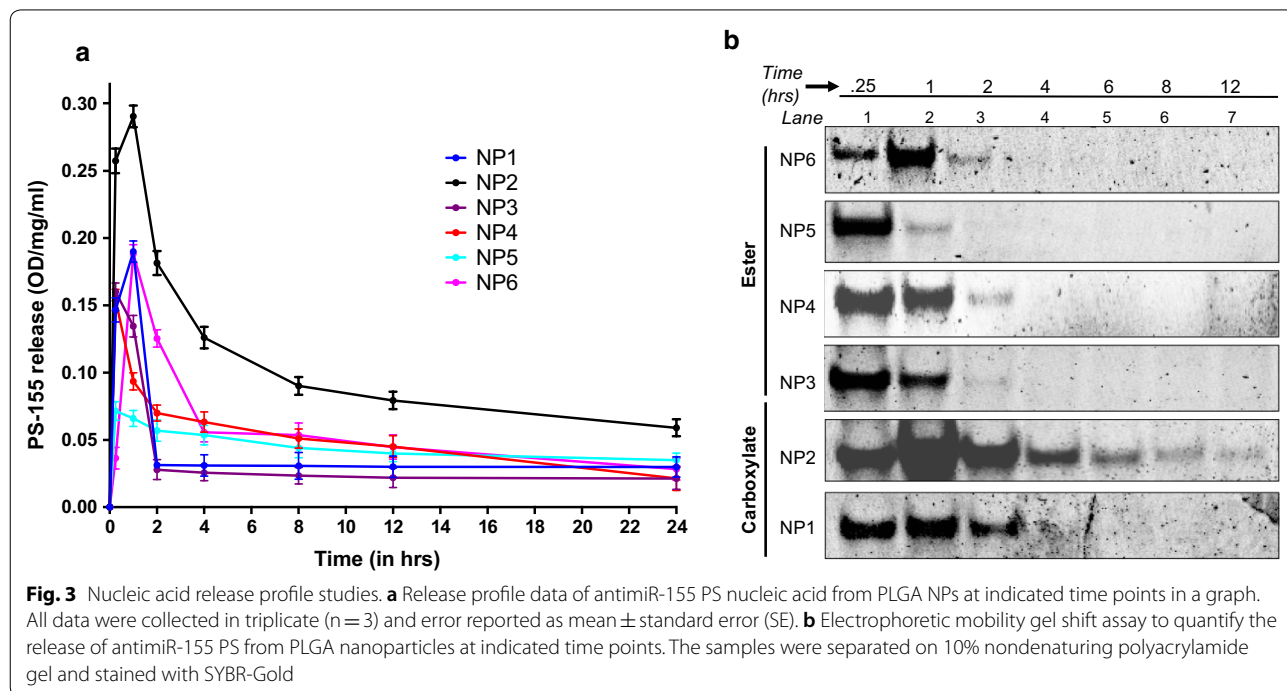 a
PS-155 release (OD/mg/ml)
0.30
0.25
0.20
0.15
0.10
0.05
0.00
0 2 4 6 8 10 12 14 16 18 20 22 24
Time (in hrs)
NP1
NP2
NP3
NP4
NP5
NP6
b
Time (hrs) .25 1 2 4 6 8 12
Lane 1 2 3 4 5 6 7
Ester
NP6
NP5
NP4
NP3
Carboxylate
NP2
NP1
Fig. 3 Nucleic acid release profile studies. a Release profile data of antimiR-155 PS nucleic acid from PLGA NPs at indicated time points in a graph.
All data were collected in triplicate (n = 3) and error reported as mean ± standard error (SE). b Electrophoretic mobility gel shift assay to quantify the
release of antimiR-155 PS from PLGA nanoparticles at indicated time points. The samples were separated on 10% nondenaturing polyacrylamide
gel and stained with SYBR-Gold